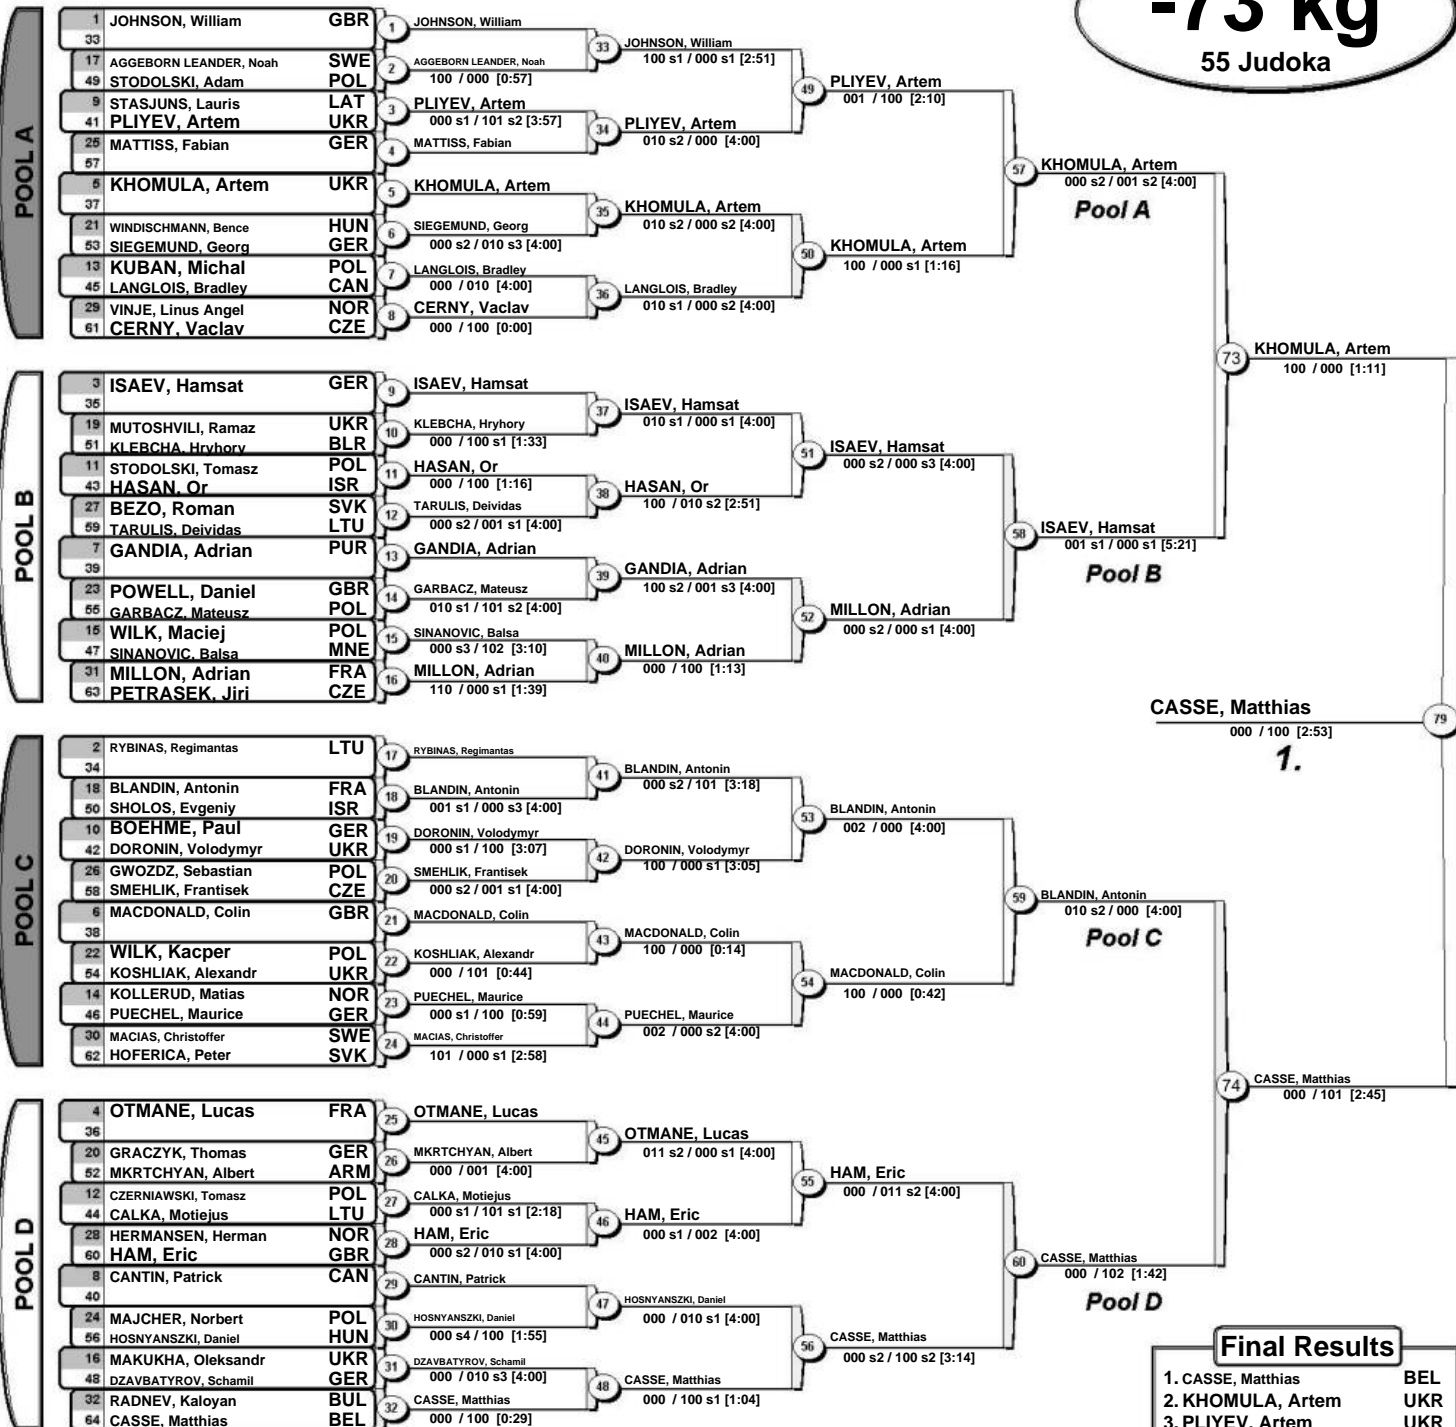 -73 kg
55 Judoka
POOL A
1 JOHNSON, William GBR
33
17 AGGEBORN LEANDER, Noah SWE
49 STODOLSKI, Adam POL
9 STASJUNS, Lauris LAT
41 PLIYEV, Artem UKR
25 MATTISS, Fabian GER
57
5 KHOMULA, Artem UKR
37
21 WINDISCHMANN, Bence HUN
53 SIEGEMUND, Georg GER
13 KUBAN, Michal POL
45 LANGLOIS, Bradley CAN
29 VINJE, Linus Angel NOR
61 CERNY, Vaclav CZE
1 JOHNSON, William
2 AGGEBORN LEANDER, Noah
100 / 000 [0:57]
3 PLIYEV, Artem
000 s1 / 101 s2 [3:57]
4 MATTISS, Fabian
5 KHOMULA, Artem
6 SIEGEMUND, Georg
000 s2 / 010 s3 [4:00]
7 LANGLOIS, Bradley
000 / 010 [4:00]
8 CERNY, Vaclav
000 / 100 [0:00]
33 JOHNSON, William
100 s1 / 000 s1 [2:51]
34 PLIYEV, Artem
010 s2 / 000 [4:00]
35 KHOMULA, Artem
010 s2 / 000 s2 [4:00]
36 LANGLOIS, Bradley
010 s1 / 000 s2 [4:00]
49 PLIYEV, Artem
001 / 100 [2:10]
50 KHOMULA, Artem
100 / 000 s1 [1:16]
57 KHOMULA, Artem
000 s2 / 001 s2 [4:00]
Pool A
POOL B
3 ISAEV, Hamsat GER
35
19 MUTOSHVILI, Ramaz UKR
51 KLEBCHA, Hryhory BLR
11 STODOLSKI, Tomasz POL
43 HASAN, Or ISR
27 BEZO, Roman SVK
59 TARULIS, Deividas LTU
7 GANDIA, Adrian PUR
39
23 POWELL, Daniel GBR
55 GARBACZ, Mateusz POL
15 WILK, Maciej POL
47 SINANOVIC, Balsa MNE
31 MILLON, Adrian FRA
63 PETRASEK, Jiri CZE
9 ISAEV, Hamsat
10 KLEBCHA, Hryhory
000 / 100 s1 [1:33]
11 HASAN, Or
000 / 100 [1:16]
12 TARULIS, Deividas
000 s2 / 001 s1 [4:00]
13 GANDIA, Adrian
14 GARBACZ, Mateusz
010 s1 / 101 s2 [4:00]
15 SINANOVIC, Balsa
000 s3 / 102 [3:10]
16 MILLON, Adrian
110 / 000 s1 [1:39]
37 ISAEV, Hamsat
010 s1 / 000 s1 [4:00]
38 HASAN, Or
100 / 010 s2 [2:51]
39 GANDIA, Adrian
100 s2 / 001 s3 [4:00]
40 MILLON, Adrian
000 / 100 [1:13]
51 ISAEV, Hamsat
000 s2 / 000 s3 [4:00]
52 MILLON, Adrian
000 s2 / 000 s1 [4:00]
58 ISAEV, Hamsat
001 s1 / 000 s1 [5:21]
Pool B
73 KHOMULA, Artem
100 / 000 [1:11]
CASSE, Matthias 79
000 / 100 [2:53]
1.
POOL C
2 RYBINAS, Regimantas LTU
34
18 BLANDIN, Antonin FRA
50 SHOLOS, Evgeniy ISR
10 BOEHME, Paul GER
42 DORONIN, Volodymyr UKR
26 GWOZDZ, Sebastian POL
58 SMEHLIK, Frantisek CZE
6 MACDONALD, Colin GBR
38
22 WILK, Kacper POL
54 KOSHLIAK, Alexandr UKR
14 KOLLERUD, Matias NOR
46 PUECHEL, Maurice GER
30 MACIAS, Christoffer SWE
62 HOFERICA, Peter SVK
17 RYBINAS, Regimantas
18 BLANDIN, Antonin
001 s1 / 000 s3 [4:00]
19 DORONIN, Volodymyr
000 s1 / 100 [3:07]
20 SMEHLIK, Frantisek
000 s2 / 001 s1 [4:00]
21 MACDONALD, Colin
22 KOSHLIAK, Alexandr
000 / 101 [0:44]
23 PUECHEL, Maurice
000 s1 / 100 [0:59]
24 MACIAS, Christoffer
101 / 000 s1 [2:58]
41 BLANDIN, Antonin
000 s2 / 101 [3:18]
42 DORONIN, Volodymyr
100 / 000 s1 [3:05]
43 MACDONALD, Colin
100 / 000 [0:14]
44 PUECHEL, Maurice
002 / 000 s2 [4:00]
53 BLANDIN, Antonin
002 / 000 [4:00]
54 MACDONALD, Colin
100 / 000 [0:42]
59 BLANDIN, Antonin
010 s2 / 000 [4:00]
Pool C
74 CASSE, Matthias
000 / 101 [2:45]
POOL D
4 OTMANE, Lucas FRA
36
20 GRACZYK, Thomas GER
52 MKRTCHYAN, Albert ARM
12 CZERNIAWSKI, Tomasz POL
44 CALKA, Motiejus LTU
28 HERMANSEN, Herman NOR
60 HAM, Eric GBR
8 CANTIN, Patrick CAN
40
24 MAJCHER, Norbert POL
56 HOSNYANSZKI, Daniel HUN
16 MAKUKHA, Oleksandr UKR
48 DZAVBATYROV, Schamil GER
32 RADNEV, Kaloyan BUL
64 CASSE, Matthias BEL
25 OTMANE, Lucas
26 MKRTCHYAN, Albert
000 / 001 [4:00]
27 CALKA, Motiejus
000 s1 / 101 s1 [2:18]
28 HAM, Eric
000 s2 / 010 s1 [4:00]
29 CANTIN, Patrick
30 HOSNYANSZKI, Daniel
000 s4 / 100 [1:55]
31 DZAVBATYROV, Schamil
000 / 010 s3 [4:00]
32 CASSE, Matthias
000 / 100 [0:29]
45 OTMANE, Lucas
011 s2 / 000 s1 [4:00]
46 HAM, Eric
000 s1 / 002 [4:00]
47 HOSNYANSZKI, Daniel
000 / 010 s1 [4:00]
48 CASSE, Matthias
000 / 100 s1 [1:04]
55 HAM, Eric
000 / 011 s2 [4:00]
56 CASSE, Matthias
000 s2 / 100 s2 [3:14]
60 CASSE, Matthias
000 / 102 [1:42]
Pool D
Final Results
1. CASSE, Matthias BEL
2. KHOMULA, Artem UKR
3. PLIYEV, Artem UKR